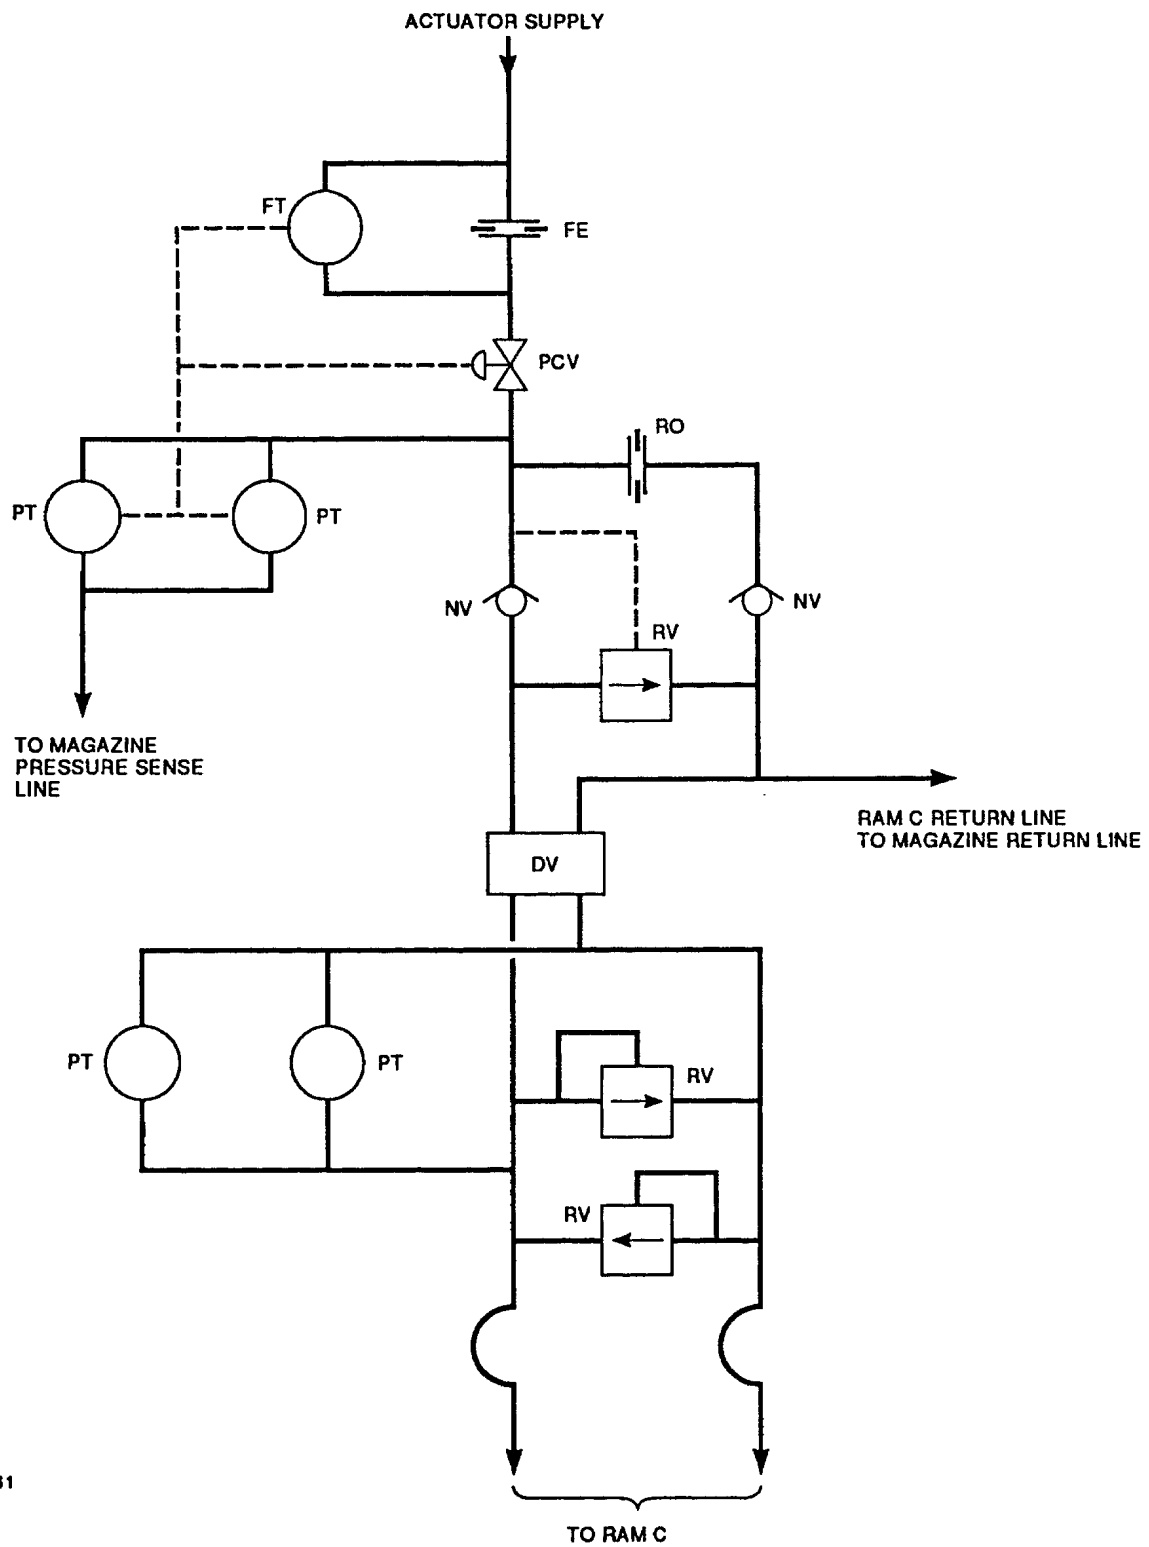 ACTUATOR SUPPLY
FT
FE
PCV
RO
PT
PT
NV
NV
RV
TO MAGAZINE
PRESSURE SENSE
LINE
RAM C RETURN LINE
TO MAGAZINE RETURN LINE
DV
PT
PT
RV
RV
TO RAM C